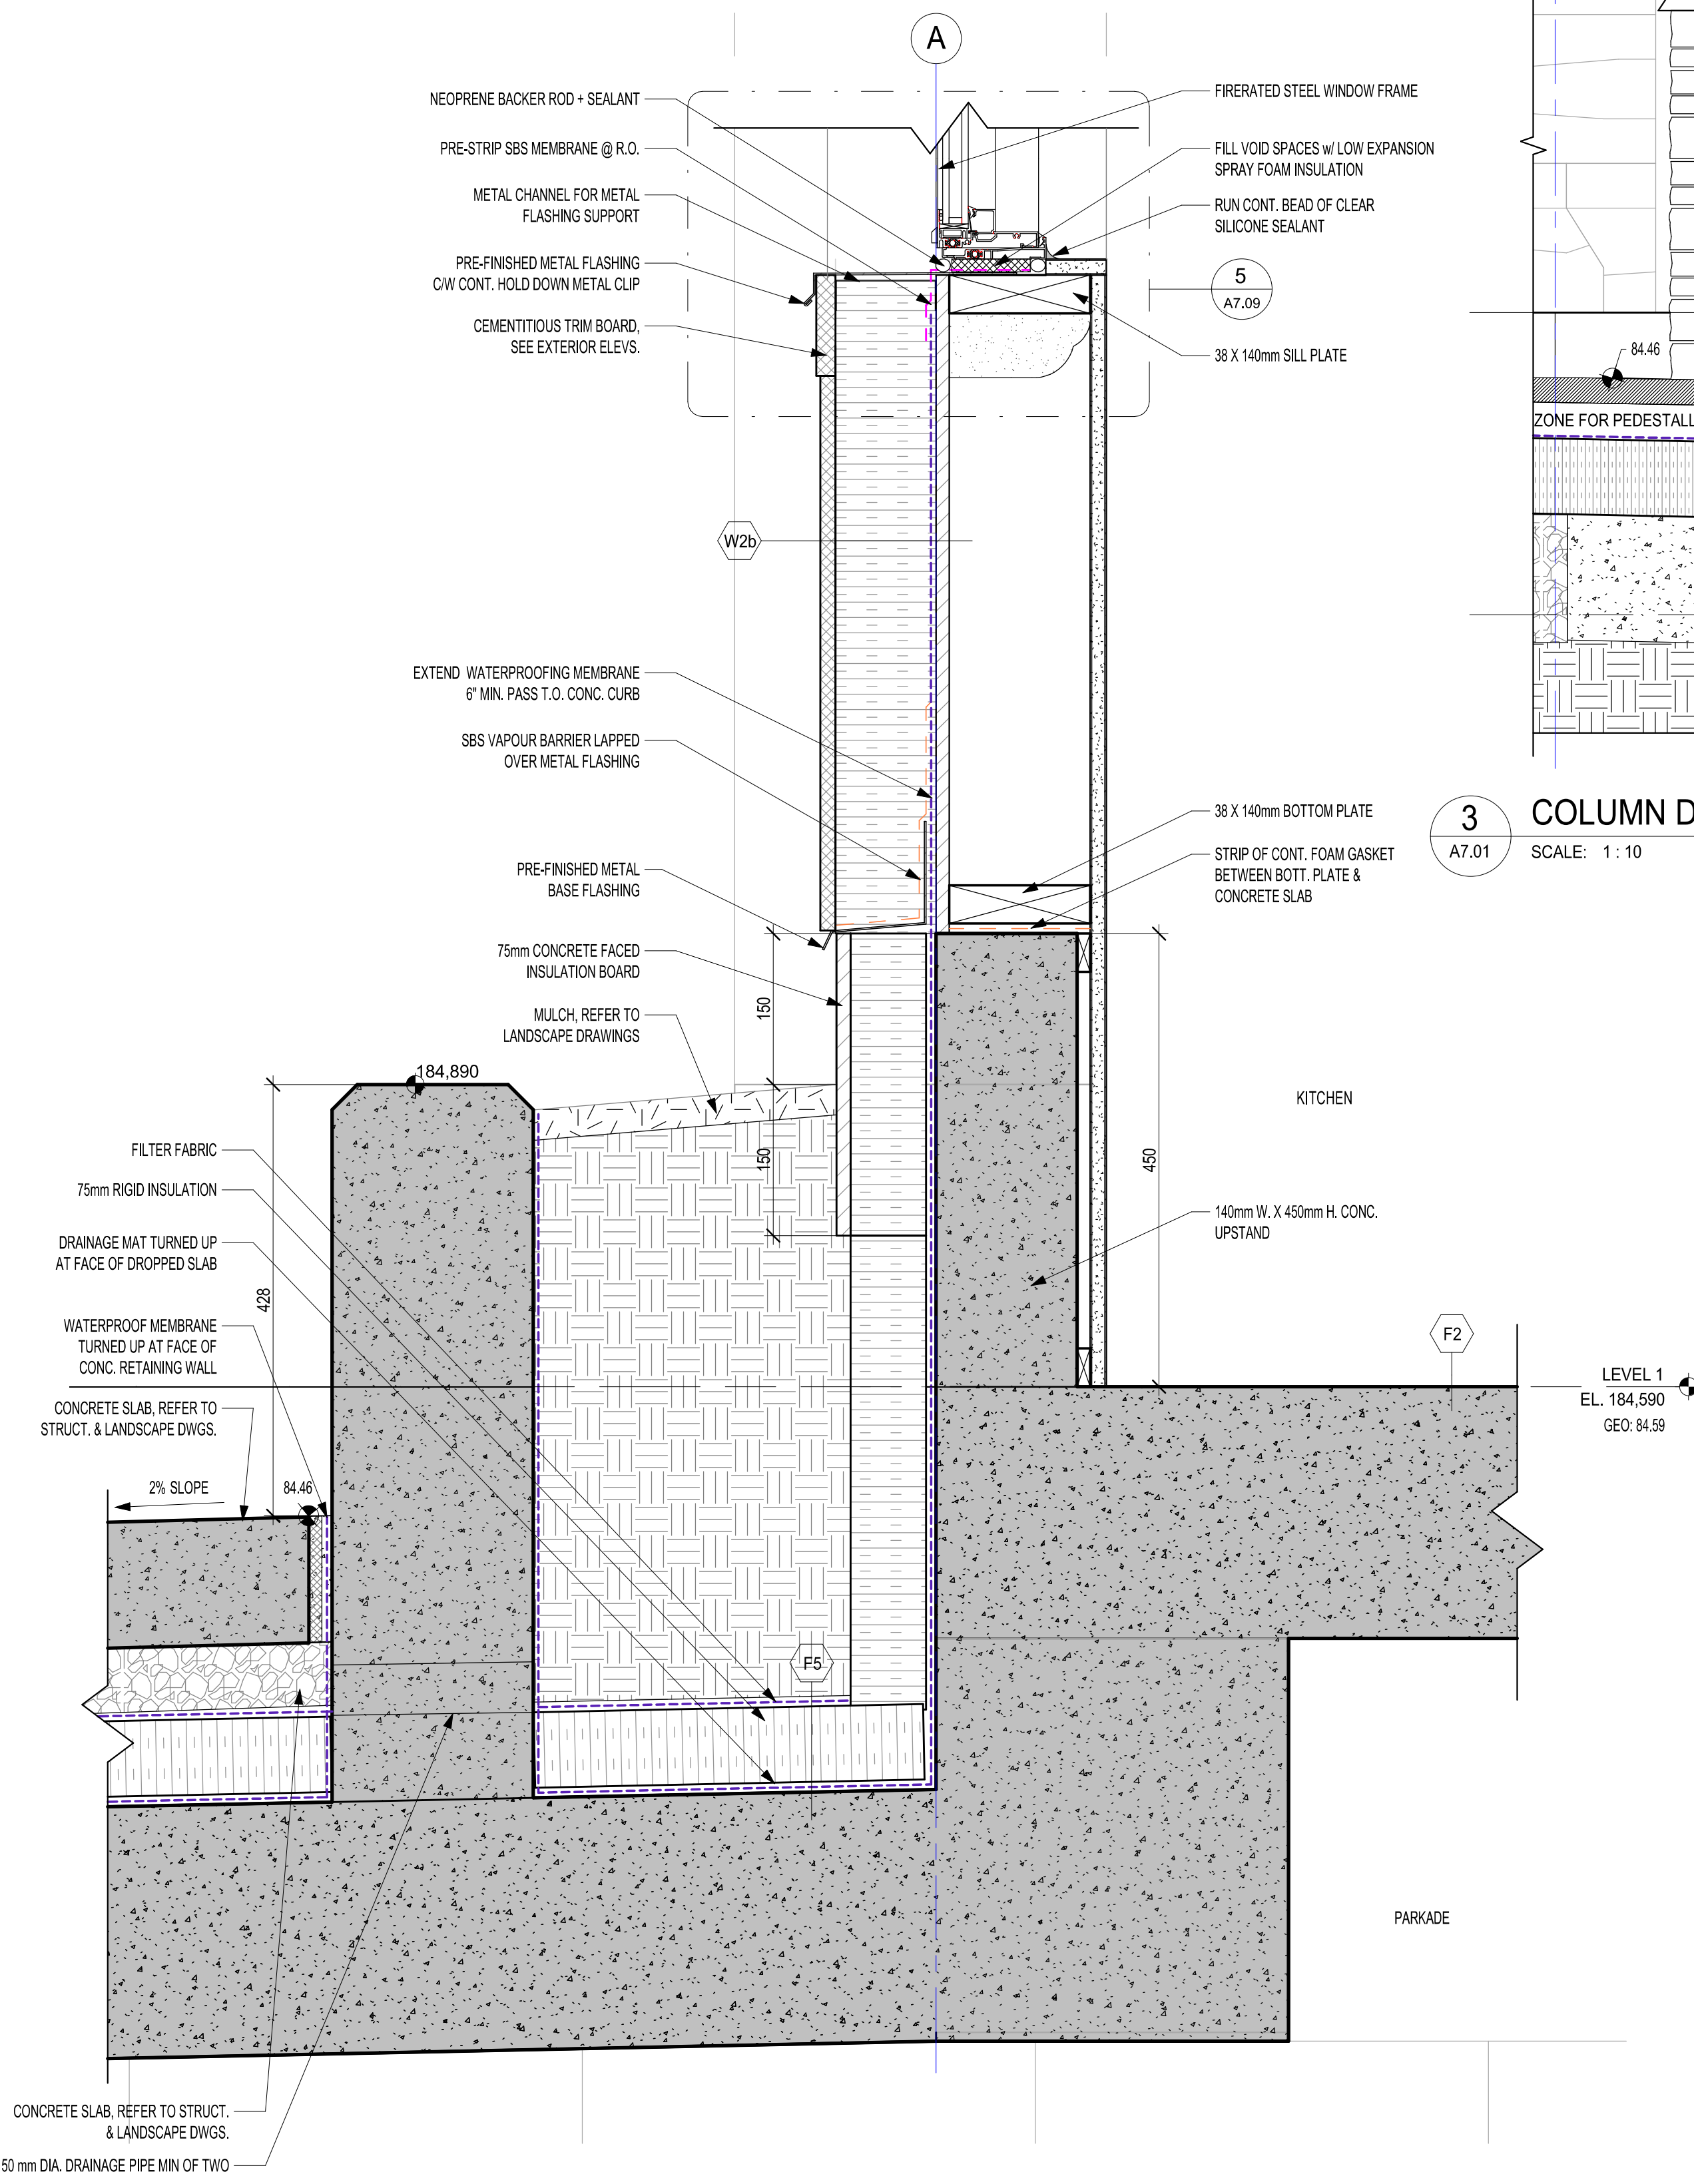 A
NEOPRENE BACKER ROD + SEALANT
PRE-STRIP SBS MEMBRANE @ R.O.
METAL CHANNEL FOR METAL
FLASHING SUPPORT
PRE-FINISHED METAL FLASHING
C/W CONT. HOLD DOWN METAL CLIP
CEMENTITIOUS TRIM BOARD,
SEE EXTERIOR ELEVS.
FIRERATED STEEL WINDOW FRAME
FILL VOID SPACES w/ LOW EXPANSION
SPRAY FOAM INSULATION
RUN CONT. BEAD OF CLEAR
SILICONE SEALANT
5
A7.09
38 X 140mm SILL PLATE
84.46
ZONE FOR PEDESTALL
W2b
EXTEND WATERPROOFING MEMBRANE
6" MIN. PASS T.O. CONC. CURB
SBS VAPOUR BARRIER LAPPED
OVER METAL FLASHING
PRE-FINISHED METAL
BASE FLASHING
75mm CONCRETE FACED
INSULATION BOARD
MULCH, REFER TO
LANDSCAPE DRAWINGS
38 X 140mm BOTTOM PLATE
STRIP OF CONT. FOAM GASKET
BETWEEN BOTT. PLATE &
CONCRETE SLAB
3
A7.01
COLUMN D
SCALE: 1 : 10
150
184,890
150
450
428
KITCHEN
FILTER FABRIC
75mm RIGID INSULATION
DRAINAGE MAT TURNED UP
AT FACE OF DROPPED SLAB
WATERPROOF MEMBRANE
TURNED UP AT FACE OF
CONC. RETAINING WALL
CONCRETE SLAB, REFER TO
STRUCT. & LANDSCAPE DWGS.
2% SLOPE
84.46
140mm W. X 450mm H. CONC.
UPSTAND
F2
LEVEL 1
EL. 184,590
GEO: 84.59
F5
PARKADE
CONCRETE SLAB, REFER TO STRUCT.
& LANDSCAPE DWGS.
50 mm DIA. DRAINAGE PIPE MIN OF TWO